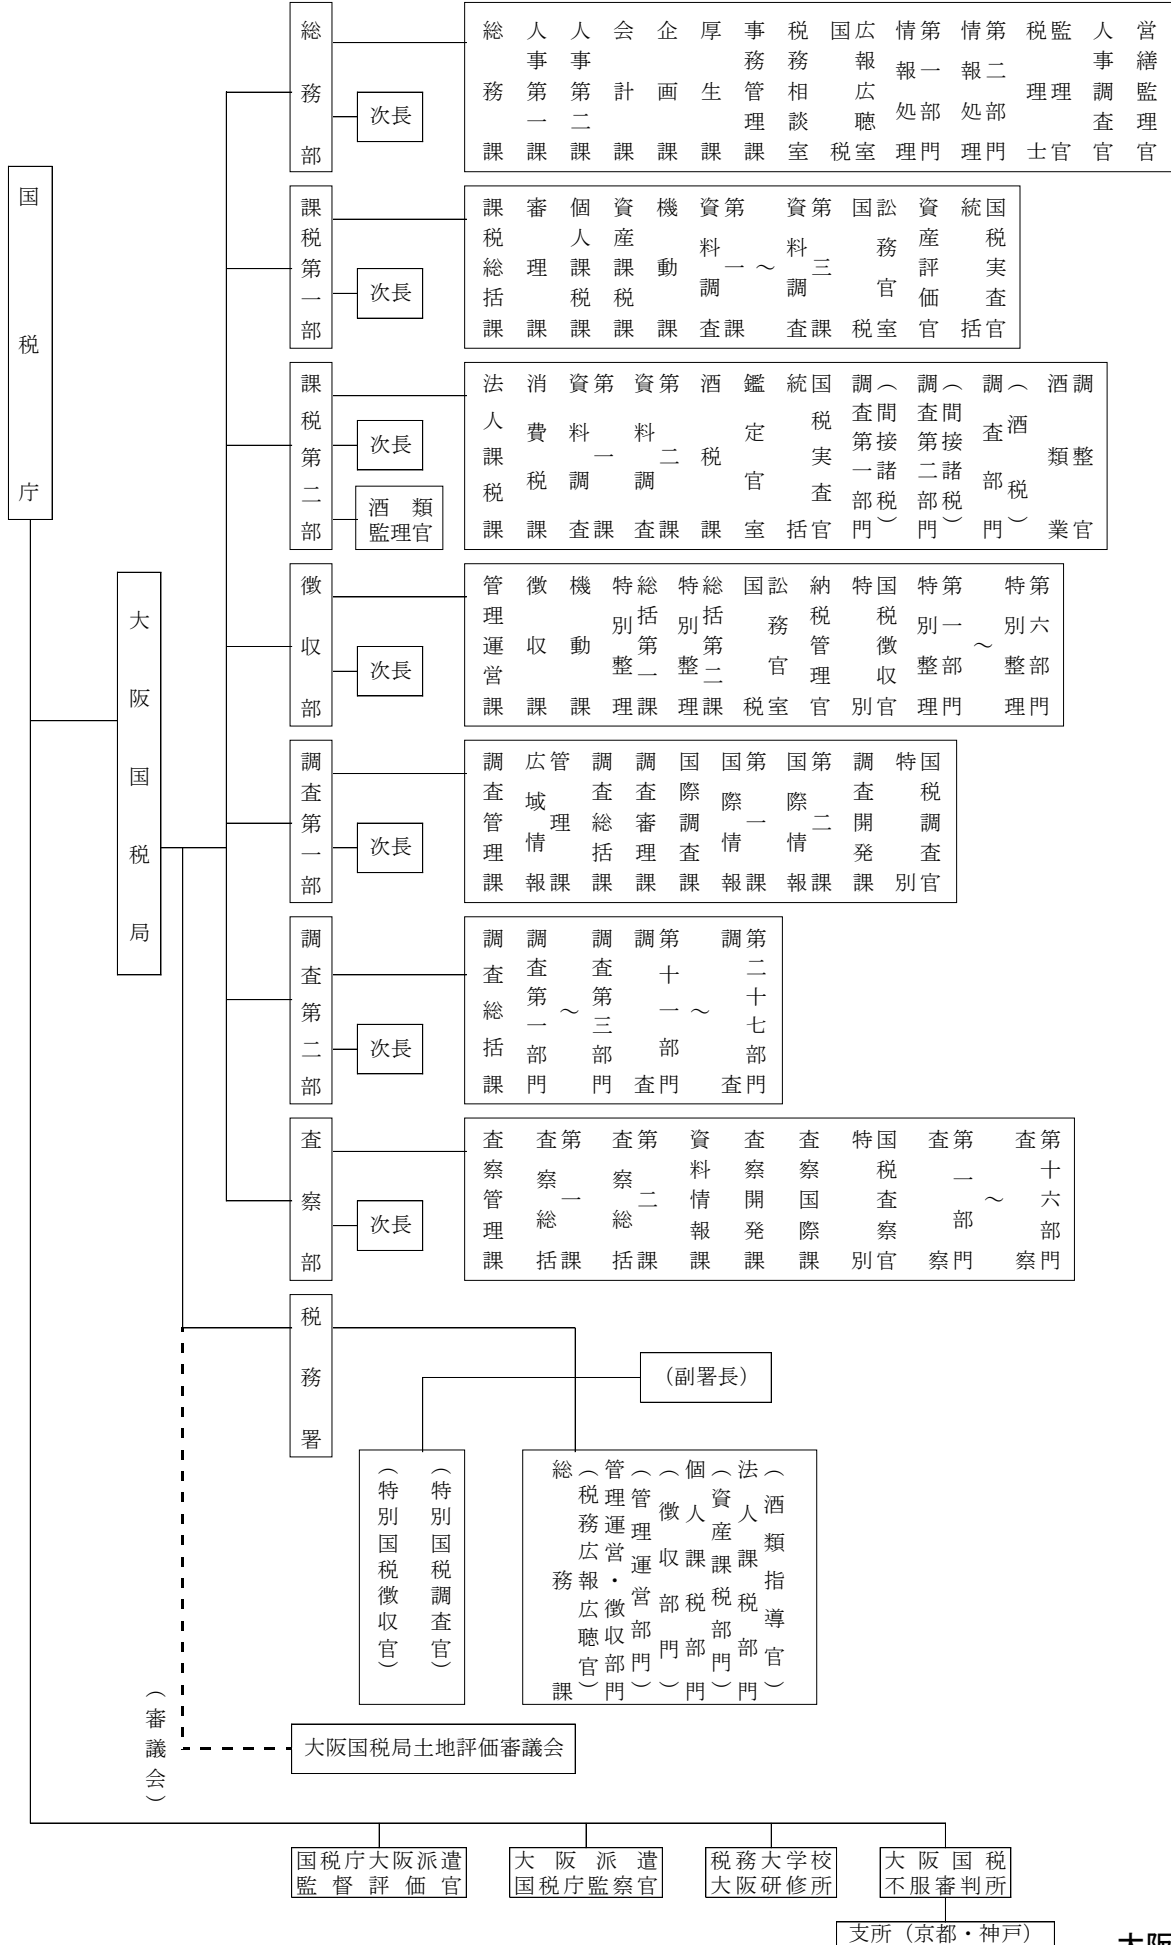 国税庁
大阪国税局
総務部
次長
総務課
人事第一課
人事第二課
会計課
企画課
厚生課
事務管理課
税務相談室
国税広報広聴室
情報処理第一部門
情報処理第二部門
税理士監理官
人事調査官
営繕監理官
課税第一部
次長
課税総括課
審理課
個人課税課
資産課税課
機動課
資料調査第一課
～
資料調査第三課
国税訟務官室
資産評価官
統括国税実査官
課税第二部
次長
酒類
監理官
法人課税課
消費税課
資料調査第一課
資料調査第二課
酒税課
鑑定官室
統括国税実査官
調査第一部門
（間接諸税）
調査第二部門
（間接諸税）
調査部門
（酒税）
酒類業調整官
徴収部
次長
管理運営課
徴収課
機動課
特別整理総括第一課
特別整理総括第二課
国税訟務官室
納税管理官
特別国税徴収官
特別整理第一部門
～
特別整理第六部門
調査第一部
次長
調査管理課
広域情報管理課
調査総括課
調査審理課
国際調査課
国際情報第一課
国際情報第二課
調査開発課
特別国税調査官
調査第二部
次長
調査総括課
調査第一部門
～
調査第三部門
調査第十一部門
～
調査第二十七部門
査察部
次長
査察管理課
査察総括第一課
査察総括第二課
資料情報課
査察開発課
査察国際課
特別国税査察官
査察第一部門
～
査察第十六部門
税務署
（副署長）
（特別国税徴収官）
（特別国税調査官）
総務課
（税務広報広聴官）
管理運営・徴収部門
（管理運営部門）
（徴収部門）
個人課税部門
（資産課税部門）
法人課税部門
（酒類指導官）
（審議会）
大阪国税局土地評価審議会
国税庁大阪派遣
監督評価官
大阪派遣
国税庁監察官
税務大学校
大阪研修所
大阪国税
不服審判所
支所（京都・神戸）
大阪